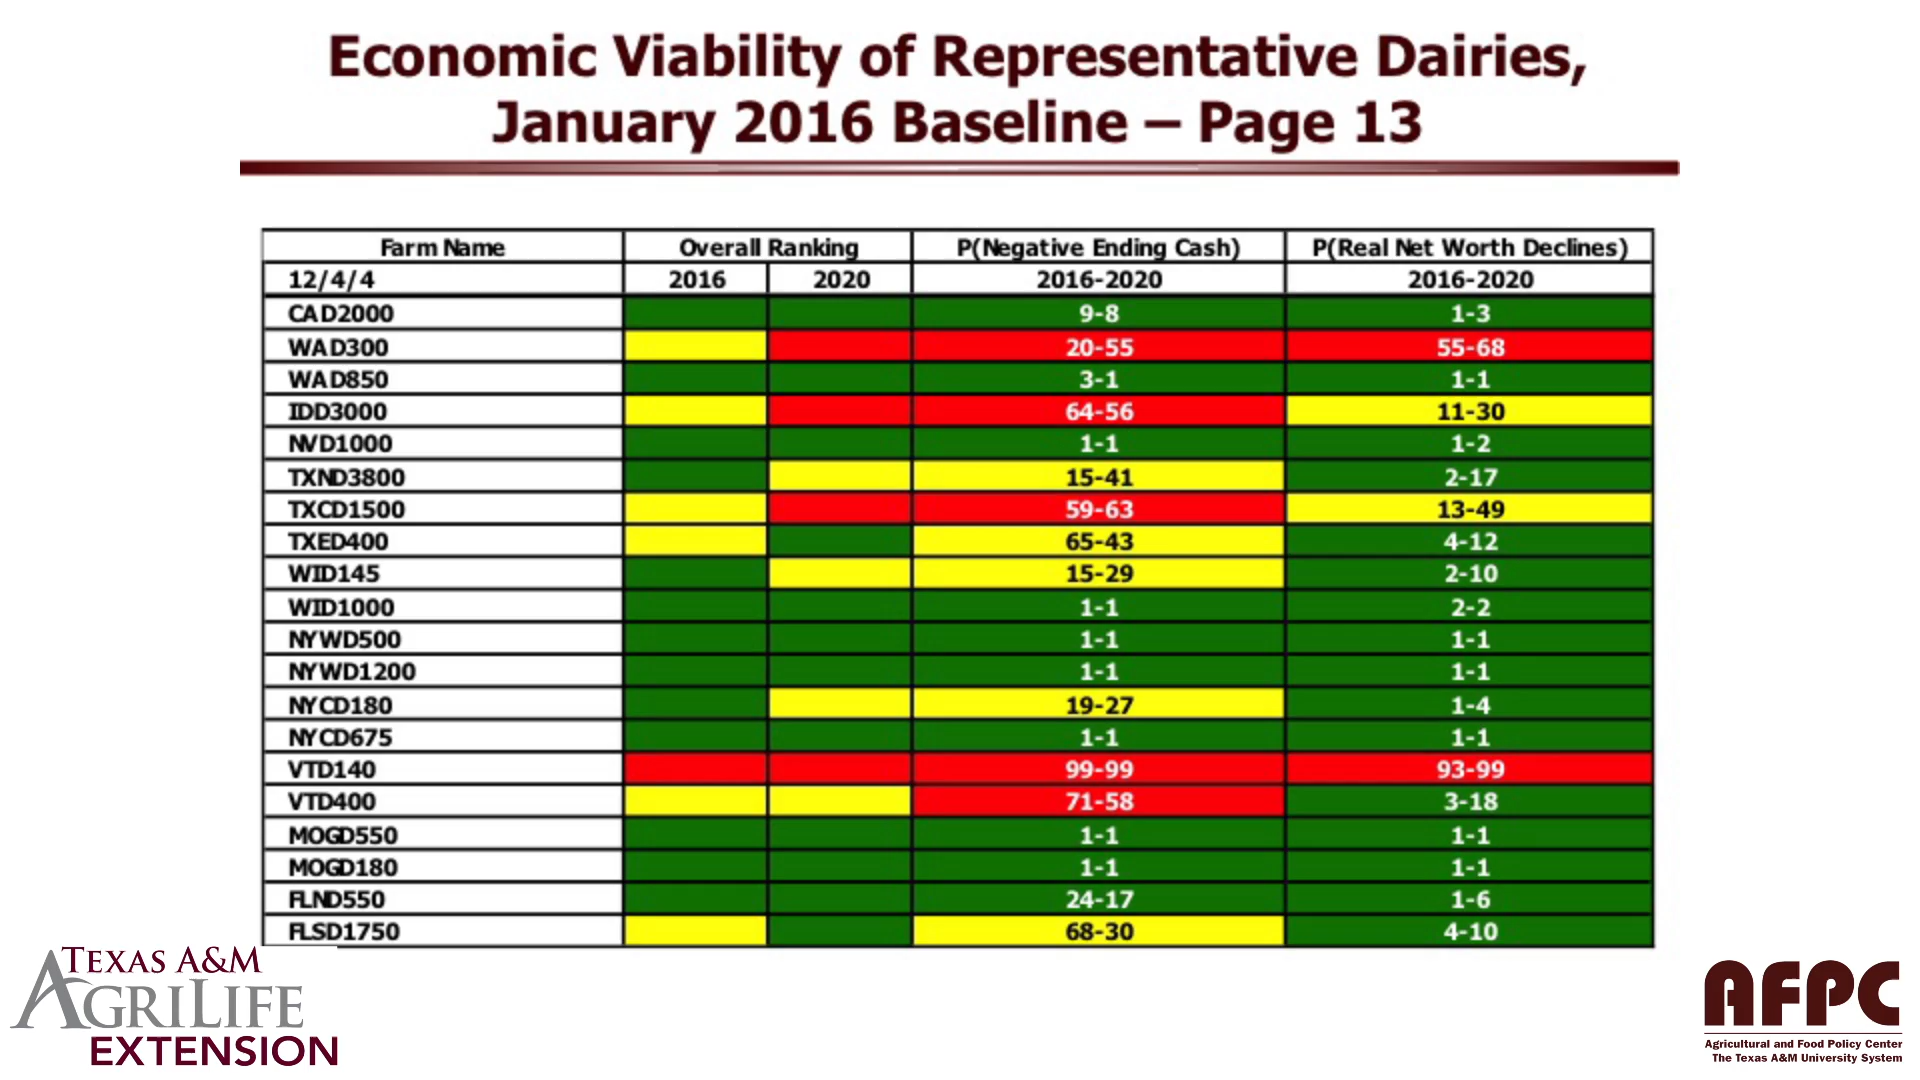 Economic Viability of Representative Dairies,
January 2016 Baseline – Page 13
Farm Name Overall Ranking P(Negative Ending Cash) P(Real Net Worth Declines)
12/4/4 2016 2020 2016-2020 2016-2020
CAD2000 9-8 1-3
WAD300 20-55 55-68
WAD850 3-1 1-1
IDD3000 64-56 11-30
NVD1000 1-1 1-2
TXND3800 15-41 2-17
TXCD1500 59-63 13-49
TXED400 65-43 4-12
WID145 15-29 2-10
WID1000 1-1 2-2
NYWD500 1-1 1-1
NYWD1200 1-1 1-1
NYCD180 19-27 1-4
NYCD675 1-1 1-1
VTD140 99-99 93-99
VTD400 71-58 3-18
MOGD550 1-1 1-1
MOGD180 1-1 1-1
FLND550 24-17 1-6
FLSD1750 68-30 4-10
TEXAS A&M
AGRILIFE
EXTENSION
AFPC
Agricultural and Food Policy Center
The Texas A&M University System